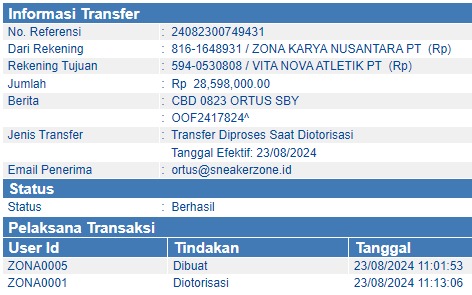 Informasi Transfer
No. Referensi : 24082300749431
Dari Rekening : 816-1648931 / ZONA KARYA NUSANTARA PT (Rp)
Rekening Tujuan : 594-0530808 / VITA NOVA ATLETIK PT (Rp)
Jumlah : Rp 28,598,000.00
Berita : CBD 0823 ORTUS SBY
: OOF2417824^
Jenis Transfer : Transfer Diproses Saat Diotorisasi
Tanggal Efektif: 23/08/2024
Email Penerima : ortus@sneakerzone.id
Status
Status : Berhasil
Pelaksana Transaksi
User Id Tindakan Tanggal
ZONA0005 Dibuat 23/08/2024 11:01:53
ZONA0001 Diotorisasi 23/08/2024 11:13:06